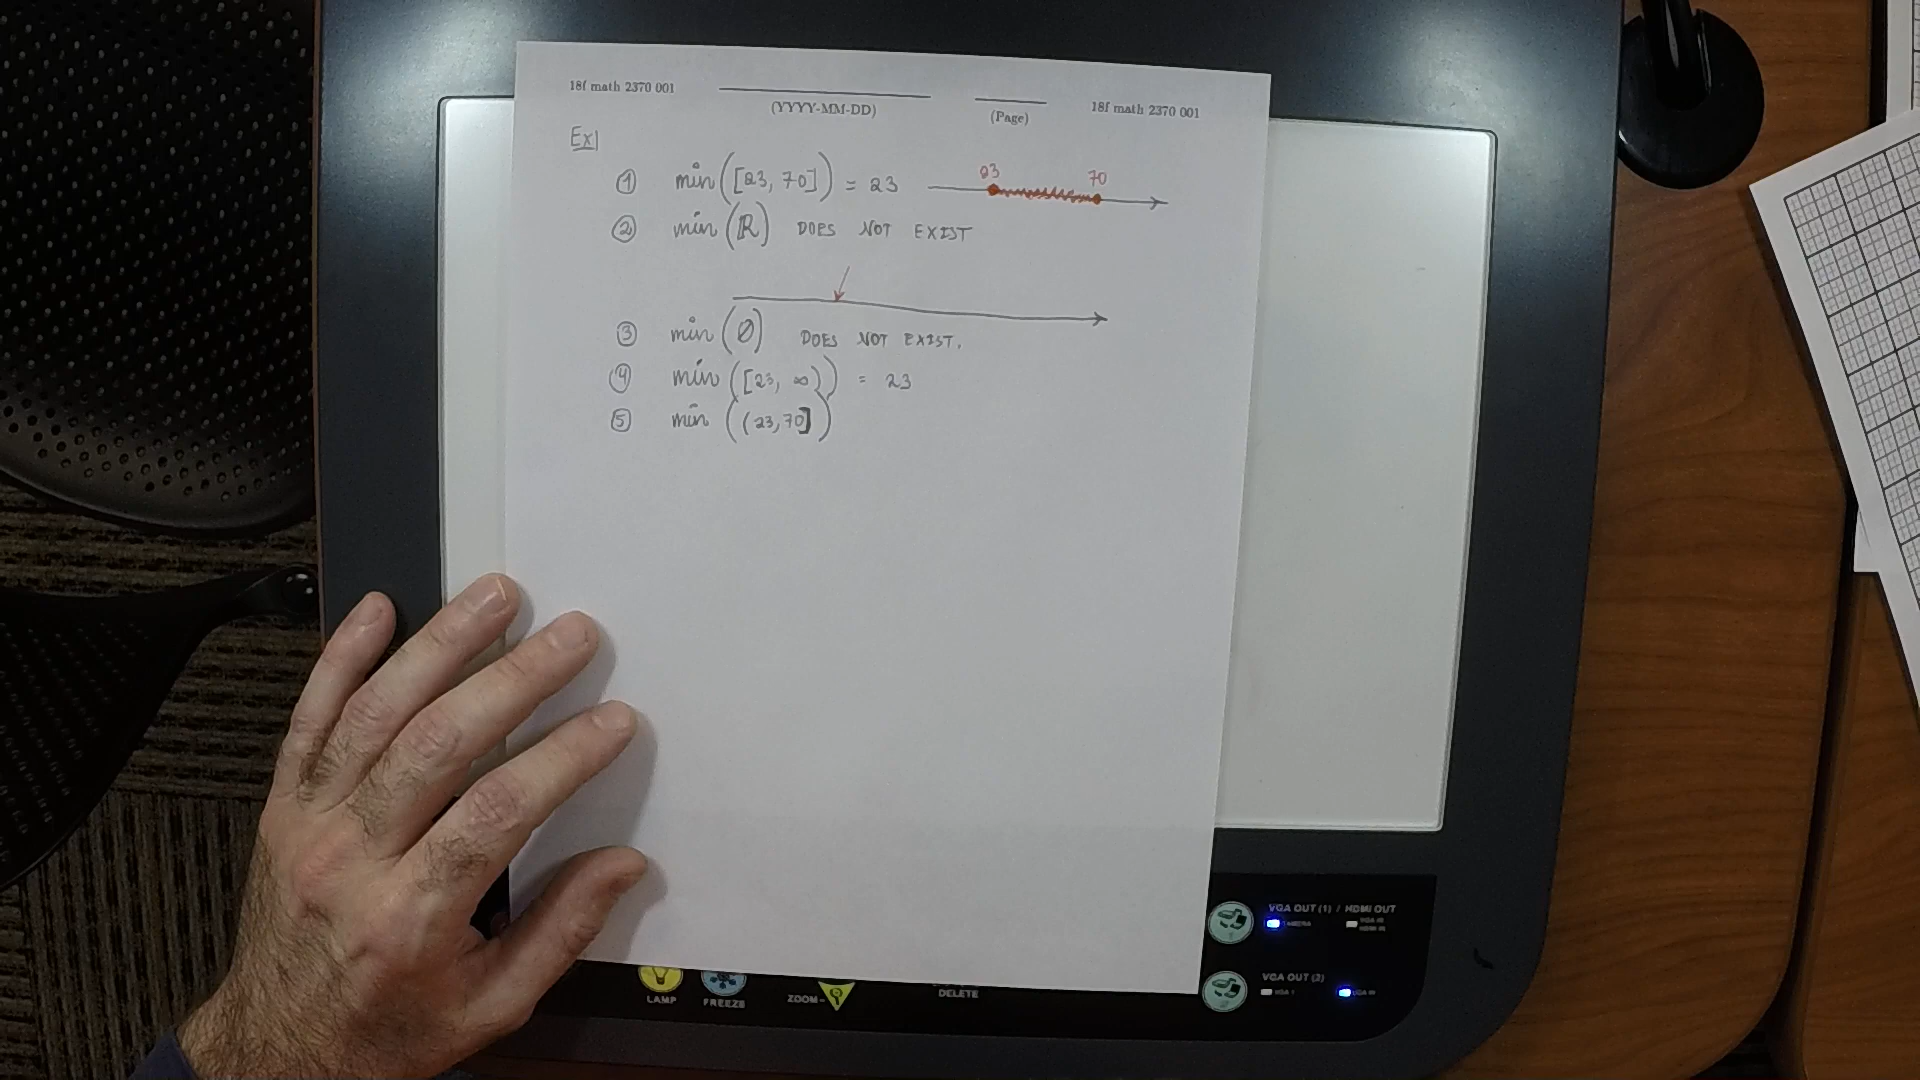 18f math 2370 001 (YYYY-MM-DD) (Page) 18f math 2370 001
Ex
① min([23, 70]) = 23
23 70
② min(ℝ) DOES NOT EXIST
③ min(∅) DOES NOT EXIST.
④ min([23, ∞)) = 23
⑤ min((23,70])
VGA OUT (1) / HDMI OUT
VGA OUT (2)
LAMP FREEZE ZOOM- DELETE